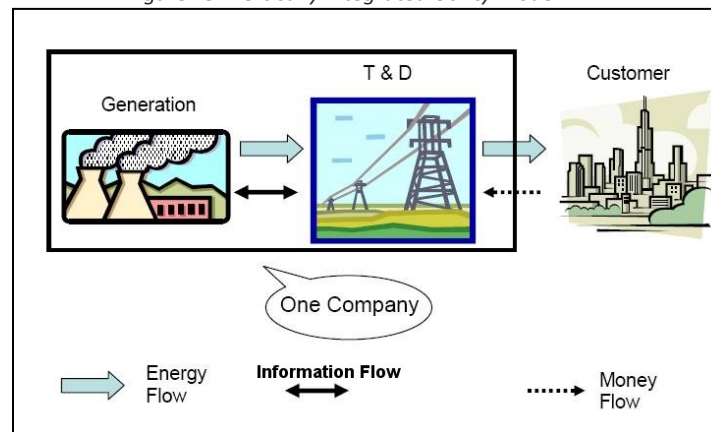 T & D
Customer
Generation
One Company
Energy
Flow
Information Flow
Money
Flow